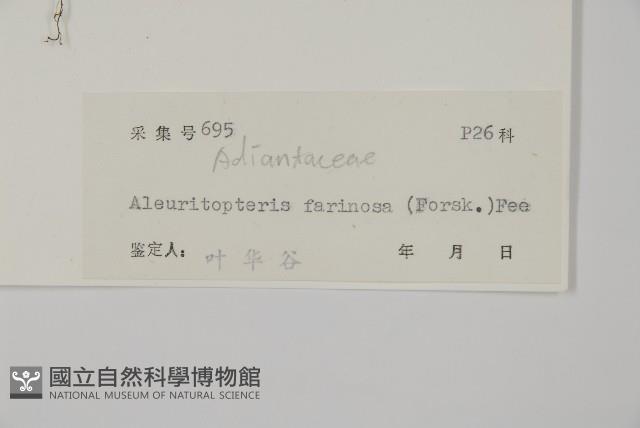 采集号695 P26科
Adiantaceae
Aleuritopteris farinosa (Forsk.)Fee
鉴定人: 叶华谷 年 月 日
國立自然科學博物館
NATIONAL MUSEUM OF NATURAL SCIENCE